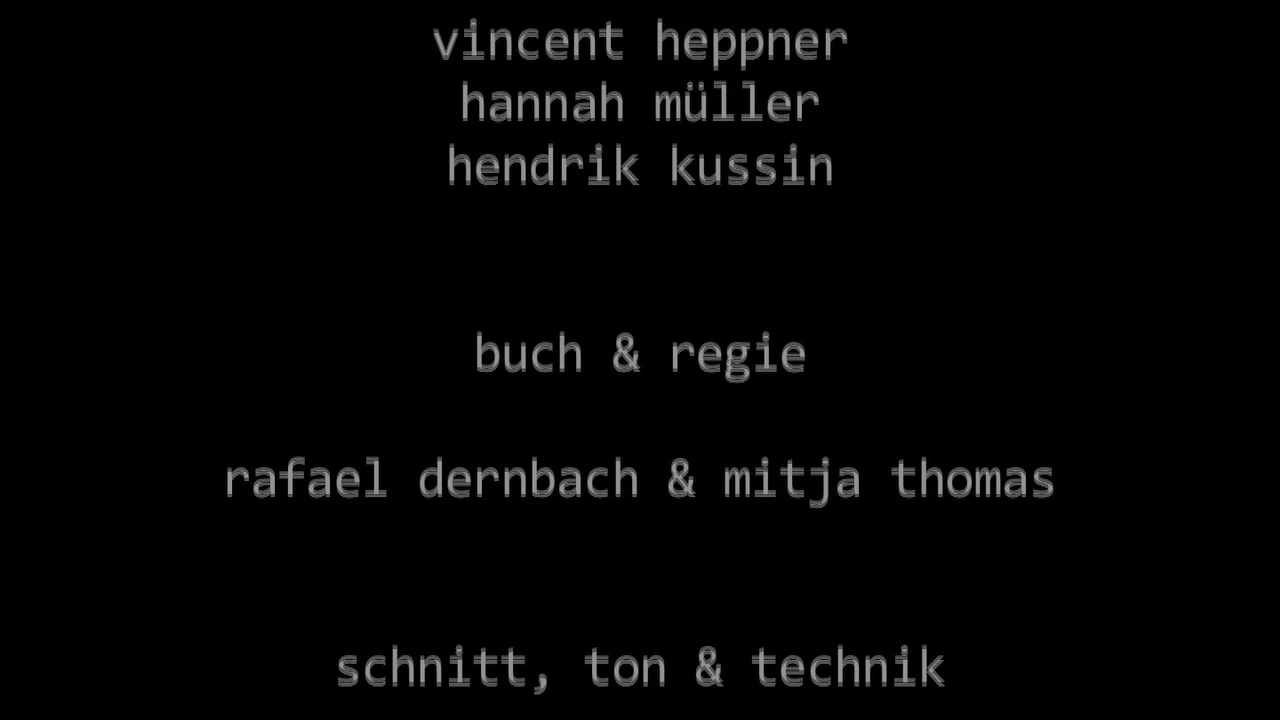 vincent heppner
hannah müller
hendrik kussin
buch & regie
rafael dernbach & mitja thomas
schnitt, ton & technik